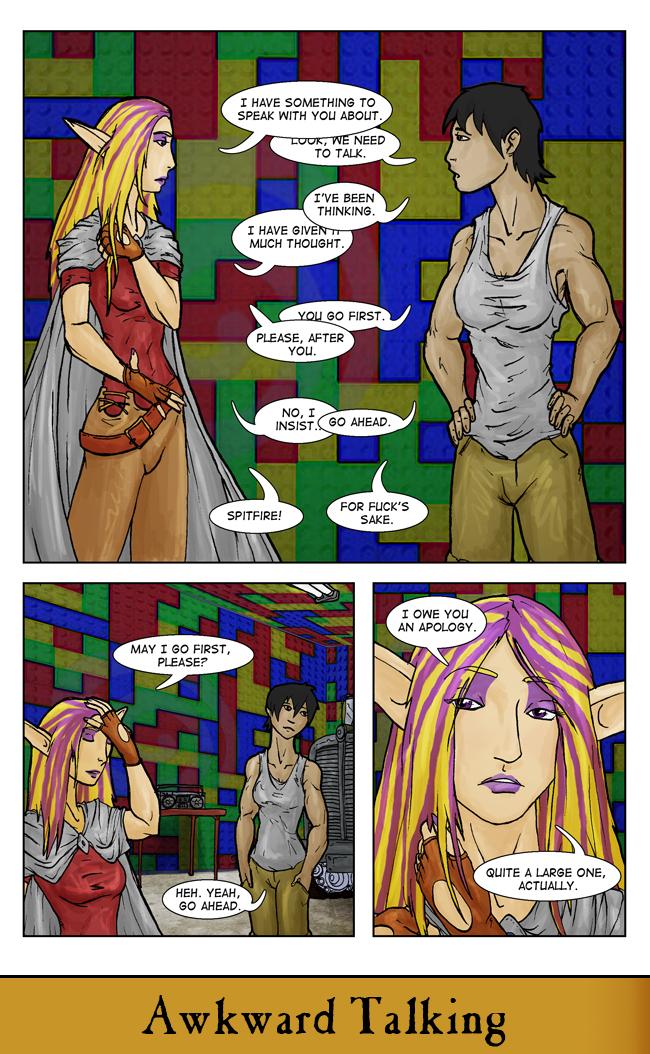 I HAVE SOMETHING TO
SPEAK WITH YOU ABOUT.
LOOK, WE NEED
TO TALK.
I'VE BEEN
THINKING.
I HAVE GIVEN IT
MUCH THOUGHT.
YOU GO FIRST.
PLEASE, AFTER
YOU.
NO, I
INSIST.
GO AHEAD.
SPITFIRE!
FOR FUCK'S
SAKE.
MAY I GO FIRST,
PLEASE?
HEH. YEAH,
GO AHEAD.
I OWE YOU
AN APOLOGY.
QUITE A LARGE ONE,
ACTUALLY.
Awkward Talking